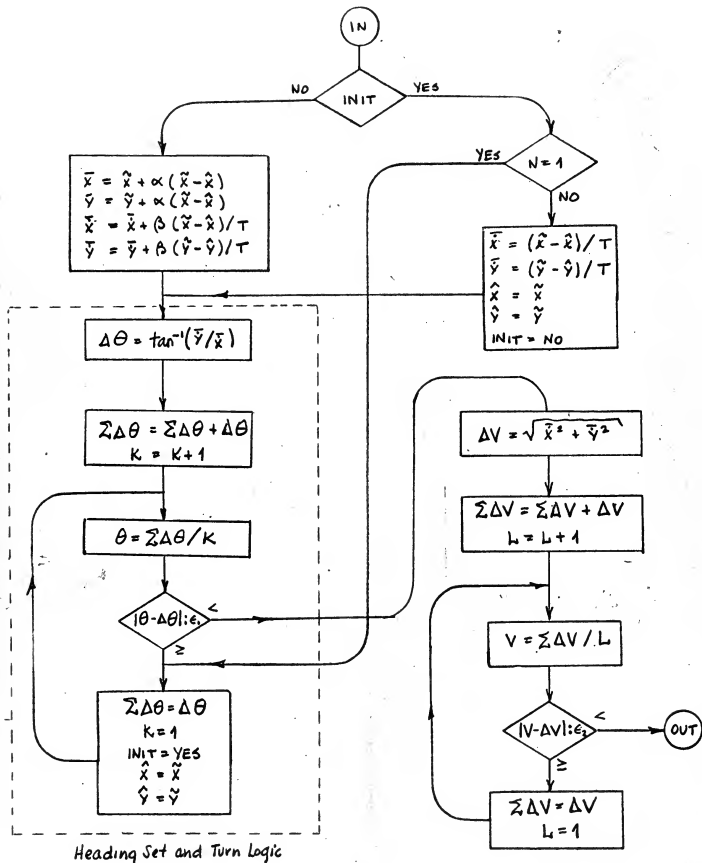 IN
INIT
NO
YES
N = 1
YES
NO
x̄ = x̂ + α (x̃ - x̂)
ȳ = ỹ + α (x̃ - x̂)
ẋ̄ = ẋ̄ + β (x̃ - x̂) / T
ȳ = ȳ + β (ŷ - ŷ) / T
ẋ̄ = (x̃ - x̂) / T
ȳ = (ỹ - ŷ) / T
x̂ = x̃
ŷ = ỹ
INIT = NO
Δθ = tan⁻¹(ȳ/x̄)
ΣΔθ = ΣΔθ + Δθ
K = K + 1
θ = ΣΔθ / K
|θ-Δθ|:ε₁
<
≥
ΣΔθ = Δθ
K = 1
INIT = YES
x̂ = x̃
ŷ = ỹ
Heading Set and Turn Logic
ΔV = √x̄² + ȳ²
ΣΔV = ΣΔV + ΔV
L = L + 1
V = ΣΔV / L
|V-ΔV|:ε₂
<
OUT
≥
ΣΔV = ΔV
L = 1